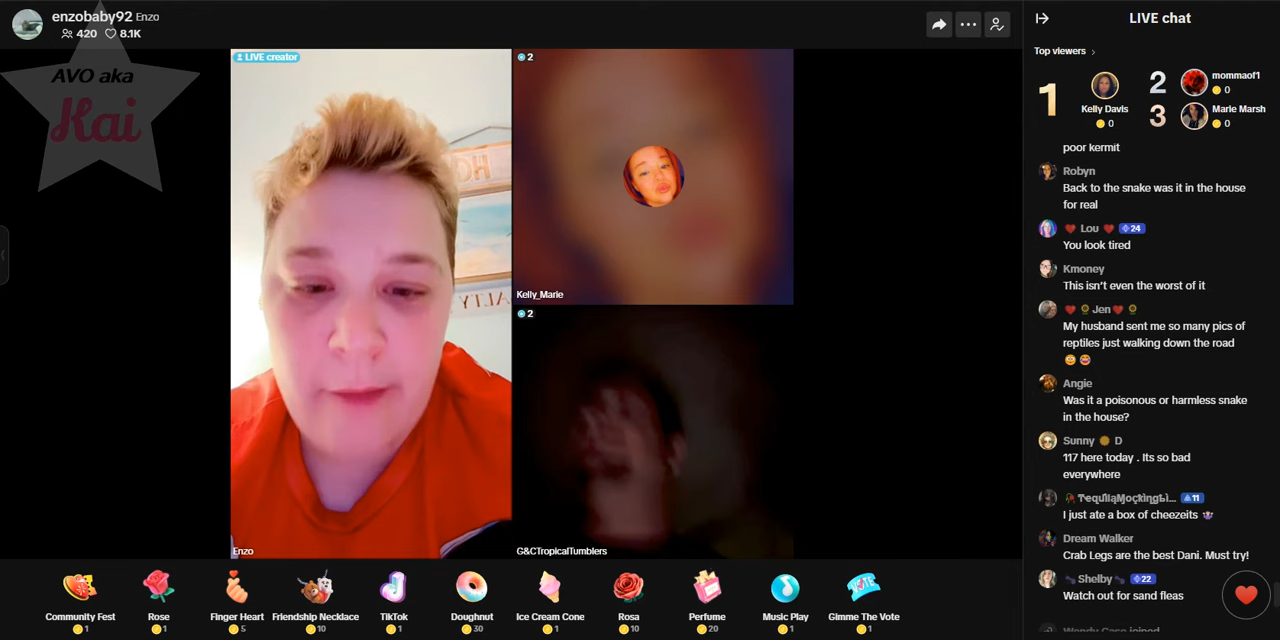 enzobaby92 Enzo
420 8.1K
AVO aka
Kai
LIVE creator
2
HO
ALTY
Kelly_Marie
2
Enzo
G&CTropicalTumblers
Community Fest
1
Rose
1
Finger Heart
5
Friendship Necklace
10
TikTok
1
Doughnut
30
Ice Cream Cone
1
Rosa
10
Perfume
20
Music Play
1
VOTE
Gimme The Vote
1
LIVE chat
Top viewers
1
Kelly Davis
0
2
mommaof1
0
3
Marie Marsh
0
poor kermit
Robyn
Back to the snake was it in the house
for real
Lou 24
You look tired
Kmoney
This isn't even the worst of it
Jen
My husband sent me so many pics of
reptiles just walking down the road
Angie
Was it a poisonous or harmless snake
in the house?
Sunny D
117 here today . Its so bad
everywhere
11
I just ate a box of cheezeits
Dream Walker
Crab Legs are the best Dani. Must try!
Shelby 22
Watch out for sand fleas
Wendy Case joined